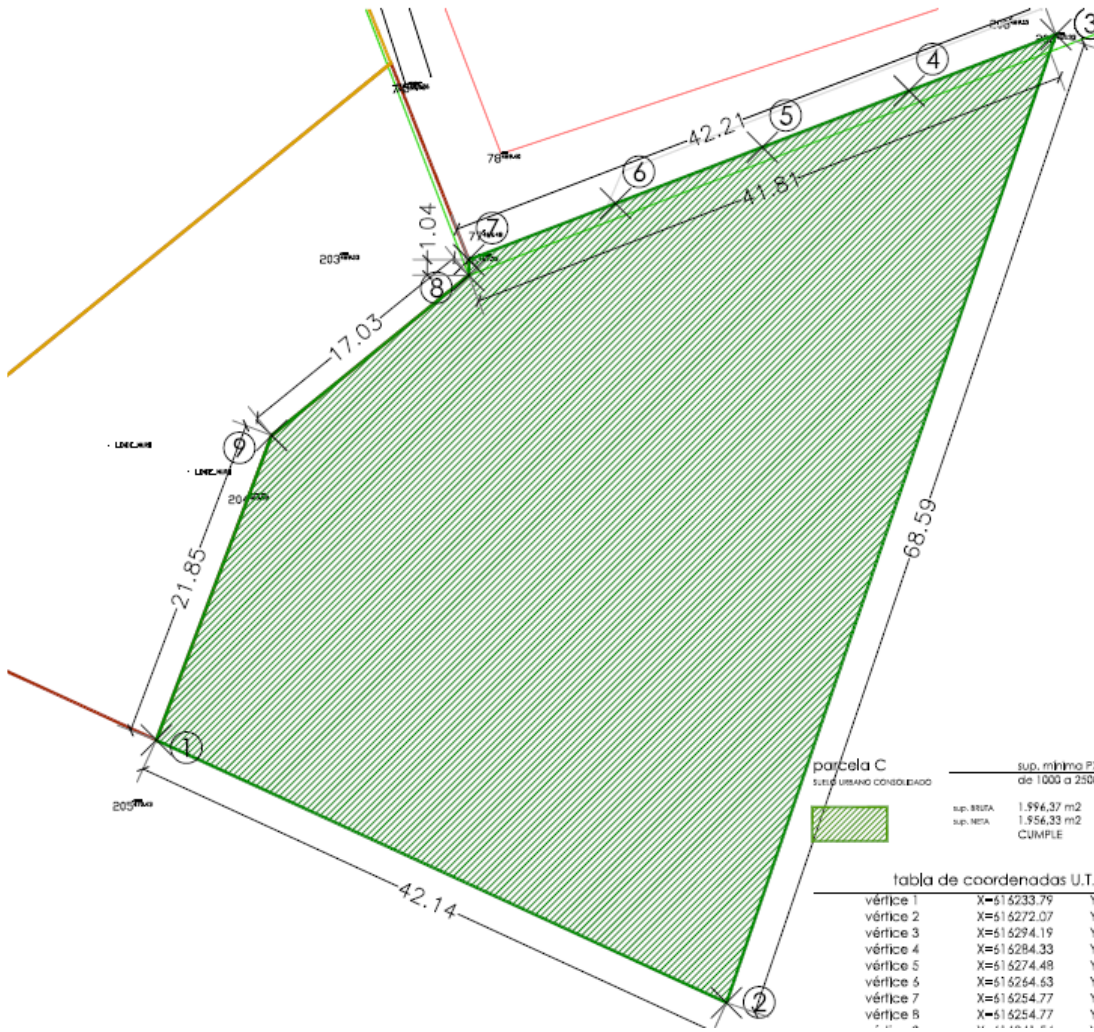 3
4
42.21
5
78
41.81
6
7
1.04
203
8
17.03
9
204
68.59
21.85
1
parcela C
sup. mínima
SUELO URBANO CONSOLIDADO
de 1000 a
sup. BRUTA 1.996,37 m2
sup. NETA 1.956,33 m2
CUMPLE
205
42.14
tabla de coordenadas U.T.
vértice 1 X=616233.79 Y
vértice 2 X=616272.07 Y
vértice 3 X=616294.19 Y
vértice 4 X=616284.33 Y
vértice 5 X=616274.48 Y
vértice 6 X=616264.63 Y
vértice 7 X=616254.77 Y
vértice 8 X=616254.77 Y
2